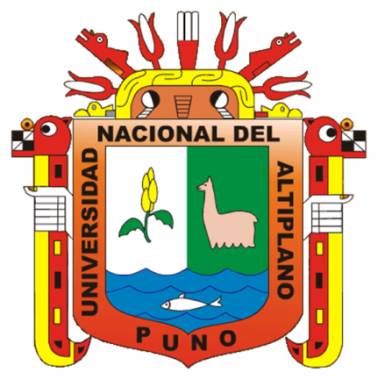 UNIVERSIDAD
NACIONAL DEL
ALTIPLANO
PUNO